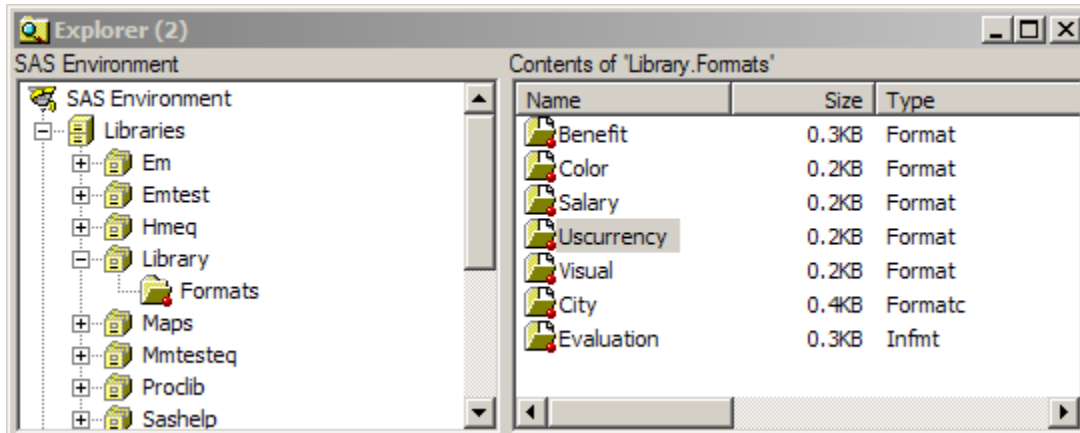 Explorer (2)
SAS Environment
SAS Environment
Libraries
Em
Emtest
Hmeq
Library
Formats
Maps
Mmtesteq
Proclib
Sashelp
Contents of 'Library.Formats'
Name Size Type
Benefit 0.3KB Format
Color 0.2KB Format
Salary 0.2KB Format
Uscurrency 0.2KB Format
Visual 0.2KB Format
City 0.4KB Formatc
Evaluation 0.3KB Infmt